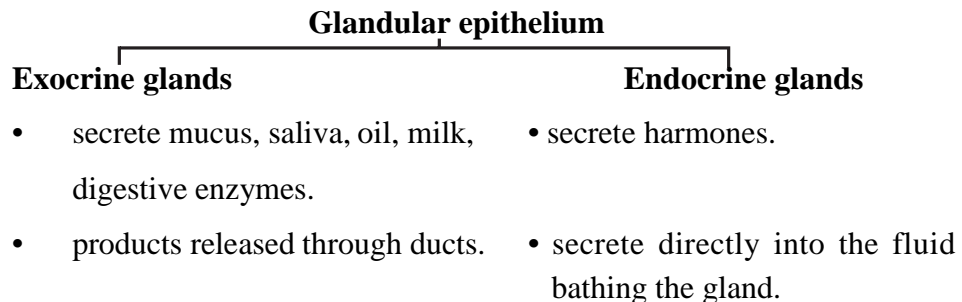 Glandular epithelium
Exocrine glands
• secrete mucus, saliva, oil, milk,
digestive enzymes.
• products released through ducts.
Endocrine glands
• secrete harmones.
• secrete directly into the fluid
bathing the gland.